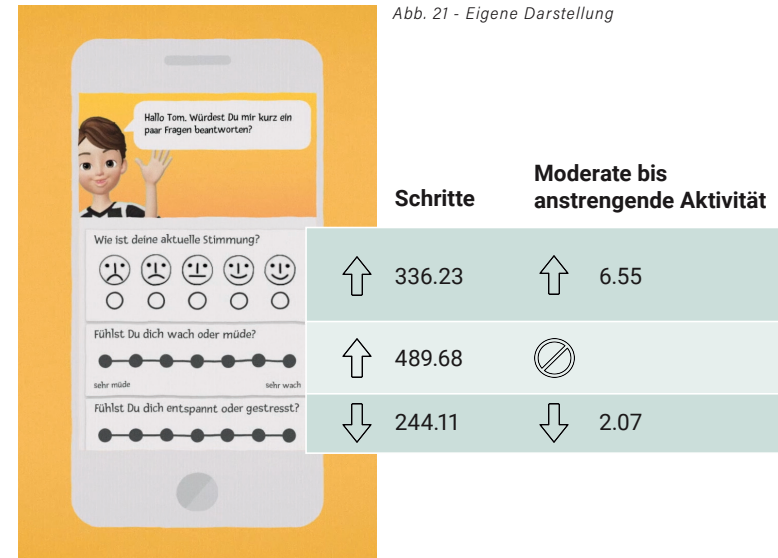 Abb. 21 - Eigene Darstellung
Hallo Tom. Würdest Du mir kurz ein
paar Fragen beantworten?
Schritte
Moderate bis
anstrengende Aktivität
Wie ist deine aktuelle Stimmung?
336.23
6.55
Fühlst Du dich wach oder müde?
sehr müde
sehr wach
489.68
Fühlst Du dich entspannt oder gestresst?
244.11
2.07